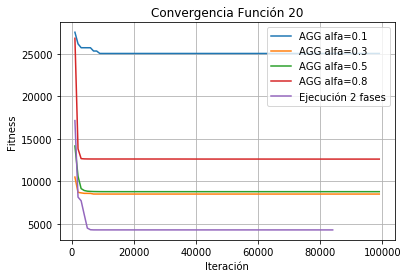 Convergencia Función 20
Fitness
25000
20000
15000
10000
5000
AGG alfa=0.1
AGG alfa=0.3
AGG alfa=0.5
AGG alfa=0.8
Ejecución 2 fases
0 20000 40000 60000 80000 100000
Iteración